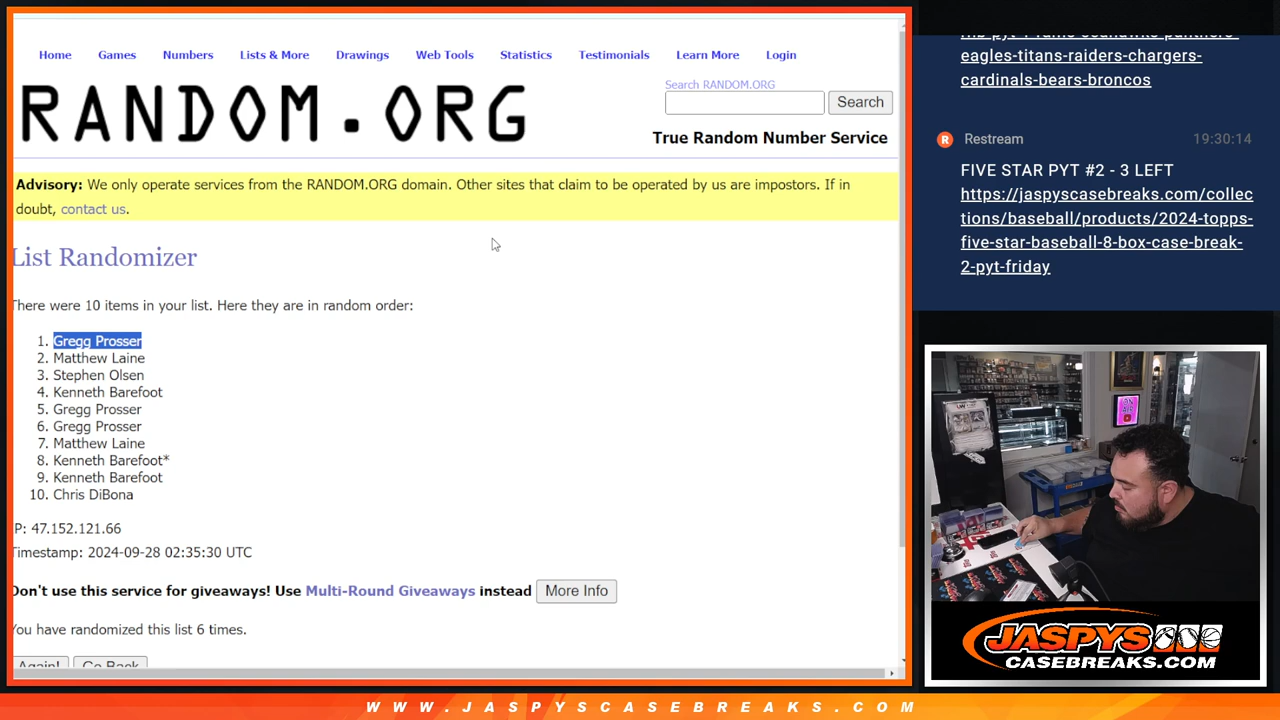 Home Games Numbers Lists & More Drawings Web Tools Statistics Testimonials Learn More Login
RANDOM.ORG
Search RANDOM.ORG
Search
True Random Number Service
Advisory: We only operate services from the RANDOM.ORG domain. Other sites that claim to be operated by us are impostors. If in
doubt, contact us.
List Randomizer
There were 10 items in your list. Here they are in random order:
1. Gregg Prosser
2. Matthew Laine
3. Stephen Olsen
4. Kenneth Barefoot
5. Gregg Prosser
6. Gregg Prosser
7. Matthew Laine
8. Kenneth Barefoot*
9. Kenneth Barefoot
10. Chris DiBona
IP: 47.152.121.66
Timestamp: 2024-09-28 02:35:30 UTC
Don't use this service for giveaways! Use Multi-Round Giveaways instead More Info
You have randomized this list 6 times.
Again! Go Back
eagles-titans-raiders-chargers-
cardinals-bears-broncos
Restream 19:30:14
FIVE STAR PYT #2 - 3 LEFT
https://jaspyscasebreaks.com/collec
tions/baseball/products/2024-topps-
five-star-baseball-8-box-case-break-
2-pyt-friday
ON
AIR
JASPYS
CASEBREAKS.COM
WWW.JASPYSCASEBREAKS.COM